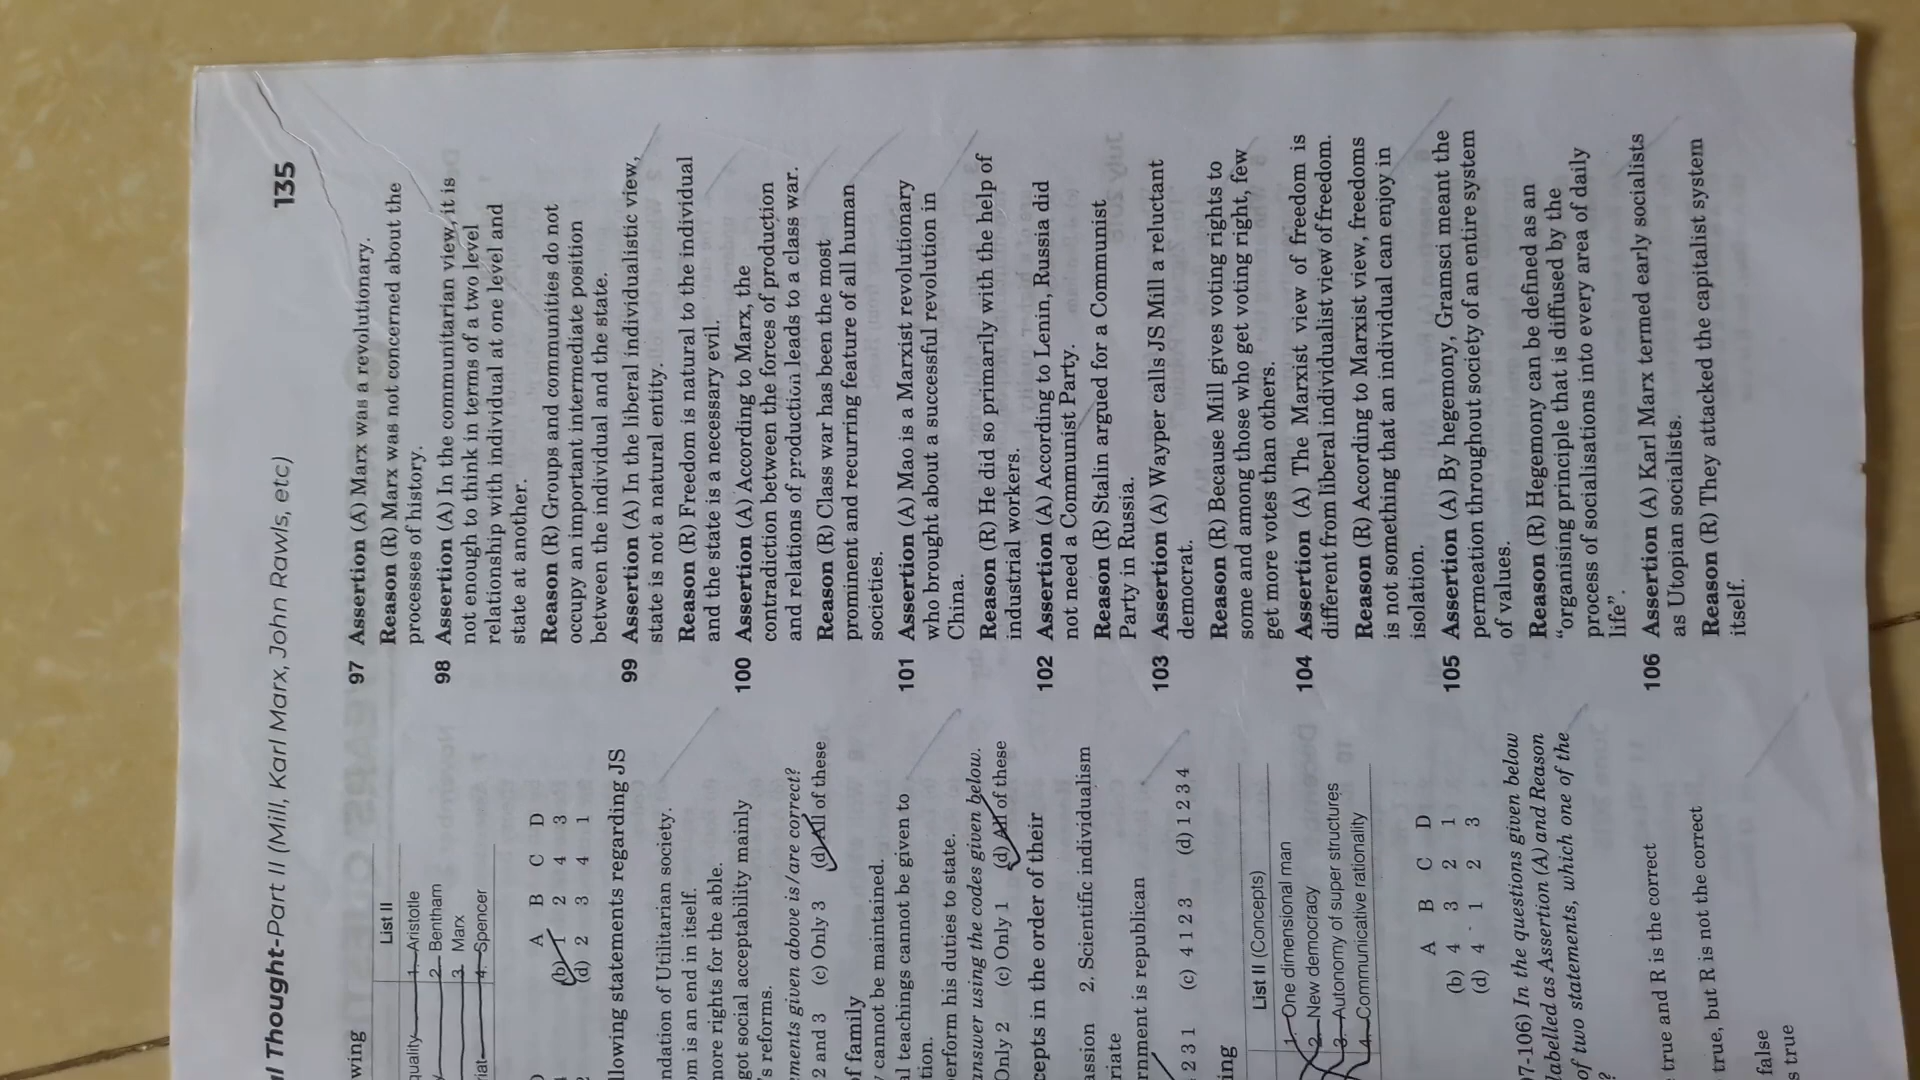 l Thought-Part II (Mill, Karl Marx, John Rawls, etc) 135
wing
List II
quality 1. Aristotle
2. Bentham
3. Marx
riat 4. Spencer
A B C D
(b) 1 2 4 3
(d) 2 3 4 1
llowing statements regarding JS
ndation of Utilitarian society.
om is an end in itself.
more rights for the able.
got social acceptability mainly
's reforms.
ments given above is/are correct?
2 and 3 (c) Only 3 (d) All of these
of family
y cannot be maintained.
al teachings cannot be given to
tion.
erform his duties to state.
answer using the codes given below.
Only 2 (c) Only 1 (d) All of these
cepts in the order of their
assion 2. Scientific individualism
riate
rnment is republican
2 3 1 (c) 4 1 2 3 (d) 1 2 3 4
ing
List II (Concepts)
1. One dimensional man
2. New democracy
3. Autonomy of super structures
4. Communicative rationality
A B C D
(b) 4 3 2 1
(d) 4 1 2 3
97-106) In the questions given below
labelled as Assertion (A) and Reason
of two statements, which one of the
?
true and R is the correct
true, but R is not the correct
false
s true
97 Assertion (A) Marx was a revolutionary.
Reason (R) Marx was not concerned about the
processes of history.
98 Assertion (A) In the communitarian view, it is
not enough to think in terms of a two level
relationship with individual at one level and
state at another.
Reason (R) Groups and communities do not
occupy an important intermediate position
between the individual and the state.
99 Assertion (A) In the liberal individualistic view,
state is not a natural entity.
Reason (R) Freedom is natural to the individual
and the state is a necessary evil.
100 Assertion (A) According to Marx, the
contradiction between the forces of production
and relations of production leads to a class war.
Reason (R) Class war has been the most
prominent and recurring feature of all human
societies.
101 Assertion (A) Mao is a Marxist revolutionary
who brought about a successful revolution in
China.
Reason (R) He did so primarily with the help of
industrial workers.
102 Assertion (A) According to Lenin, Russia did
not need a Communist Party.
Reason (R) Stalin argued for a Communist
Party in Russia.
103 Assertion (A) Wayper calls JS Mill a reluctant
democrat.
Reason (R) Because Mill gives voting rights to
some and among those who get voting right, few
get more votes than others.
104 Assertion (A) The Marxist view of freedom is
different from liberal individualist view of freedom.
Reason (R) According to Marxist view, freedoms
is not something that an individual can enjoy in
isolation.
105 Assertion (A) By hegemony, Gramsci meant the
permeation throughout society of an entire system
of values.
Reason (R) Hegemony can be defined as an
“organising principle that is diffused by the
process of socialisations into every area of daily
life”.
106 Assertion (A) Karl Marx termed early socialists
as Utopian socialists.
Reason (R) They attacked the capitalist system
itself.